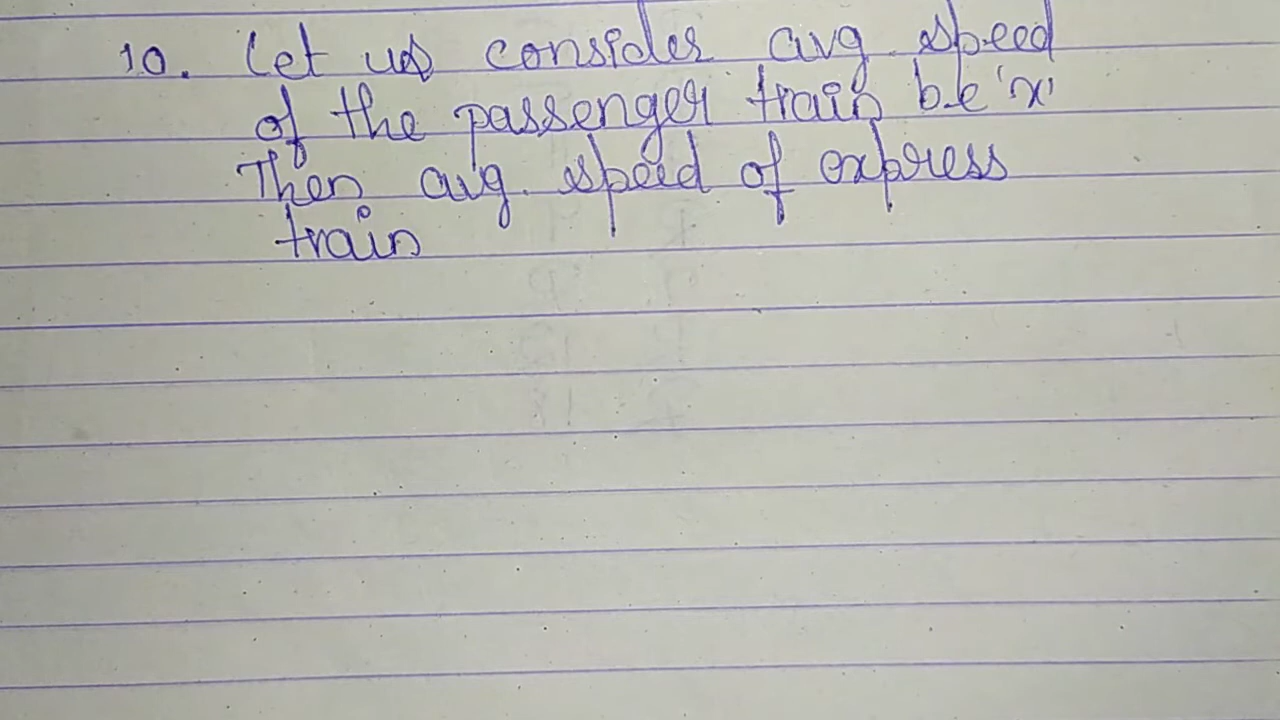 10. Let us consider avg. speed
of the passenger train be 'x'
Then avg. speed of express
train